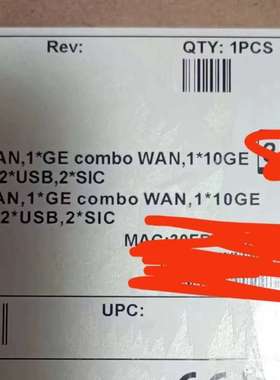 Rev: QTY: 1PCS
AN,1*GE combo WAN,1*10GE
2*USB,2*SIC
AN,1*GE combo WAN,1*10GE
2*USB,2*SIC
UPC: